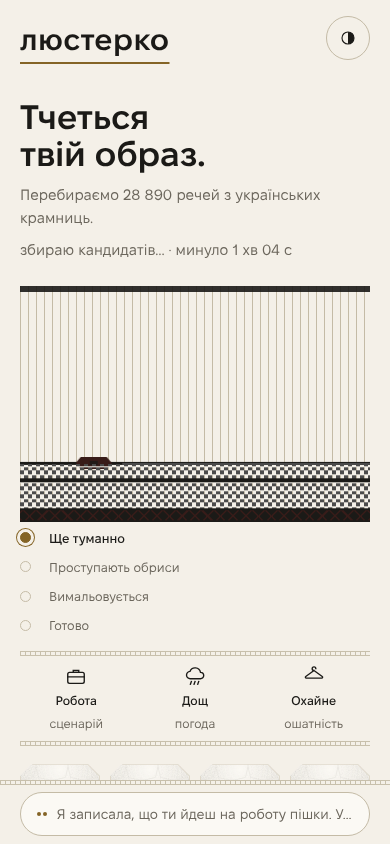 люстерко
Тчеться
твій образ.
Перебираємо 28 890 речей з українських
крамниць.
збираю кандидатів... · минуло 1 хв 04 с
Ще туманно
Проступають обриси
Вимальовується
Готово
Робота
Дощ
Охайне
сценарій
погода
ошатність
Я записала, що ти йдеш на роботу пішки. У...